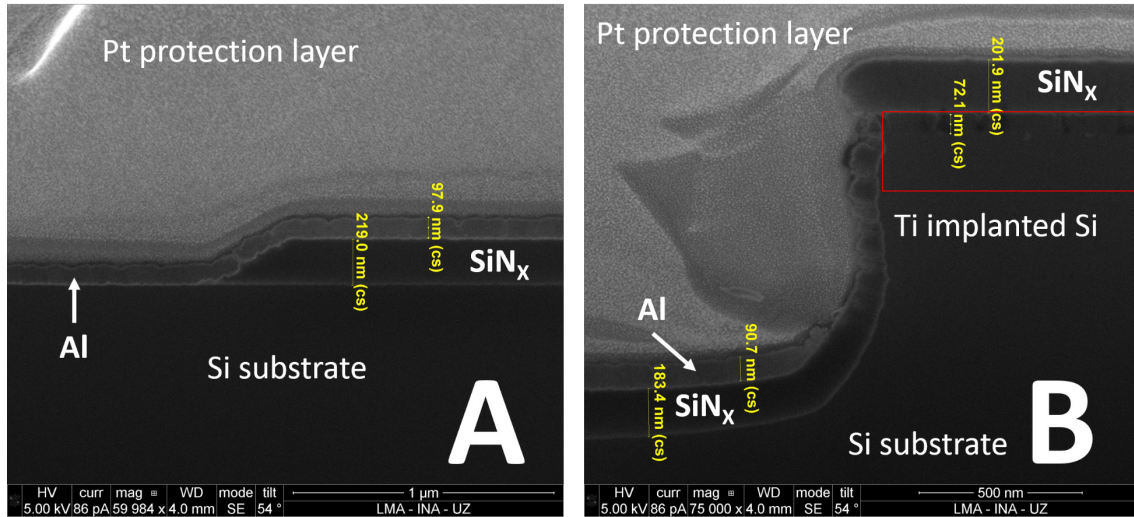 Pt protection layer
97.9 nm (cs)
219.0 nm (cs)
SiNX
Al
Si substrate
A
HV curr mag ⊞ WD mode tilt
5.00 kV 86 pA 59 984 x 4.0 mm SE 54 °
1 µm
LMA - INA - UZ
Pt protection layer
201.9 nm (cs)
72.1 nm (cs)
SiNX
Ti implanted Si
Al
90.7 nm (cs)
183.4 nm (cs)
SiNX
Si substrate
B
HV curr mag ⊞ WD mode tilt
5.00 kV 86 pA 75 000 x 4.0 mm SE 54 °
500 nm
LMA - INA - UZ